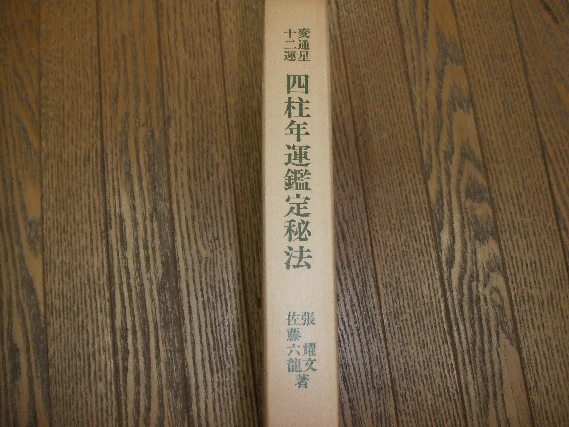 変通星
十二運
四柱年運鑑定秘法
張耀文
佐藤六龍
著